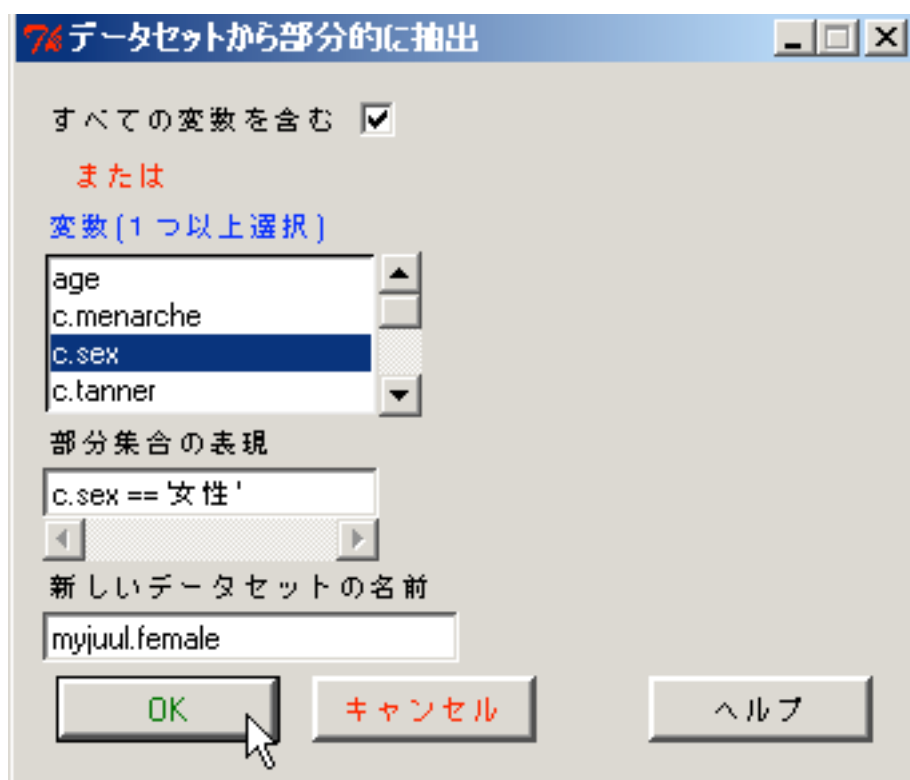 データセットから部分的に抽出
すべての変数を含む
または
変数(1 つ以上選択)
age
c.menarche
c.sex
c.tanner
部分集合の表現
c.sex == '女性'
新しいデータセットの名前
myjuul.female
OK キャンセル ヘルプ